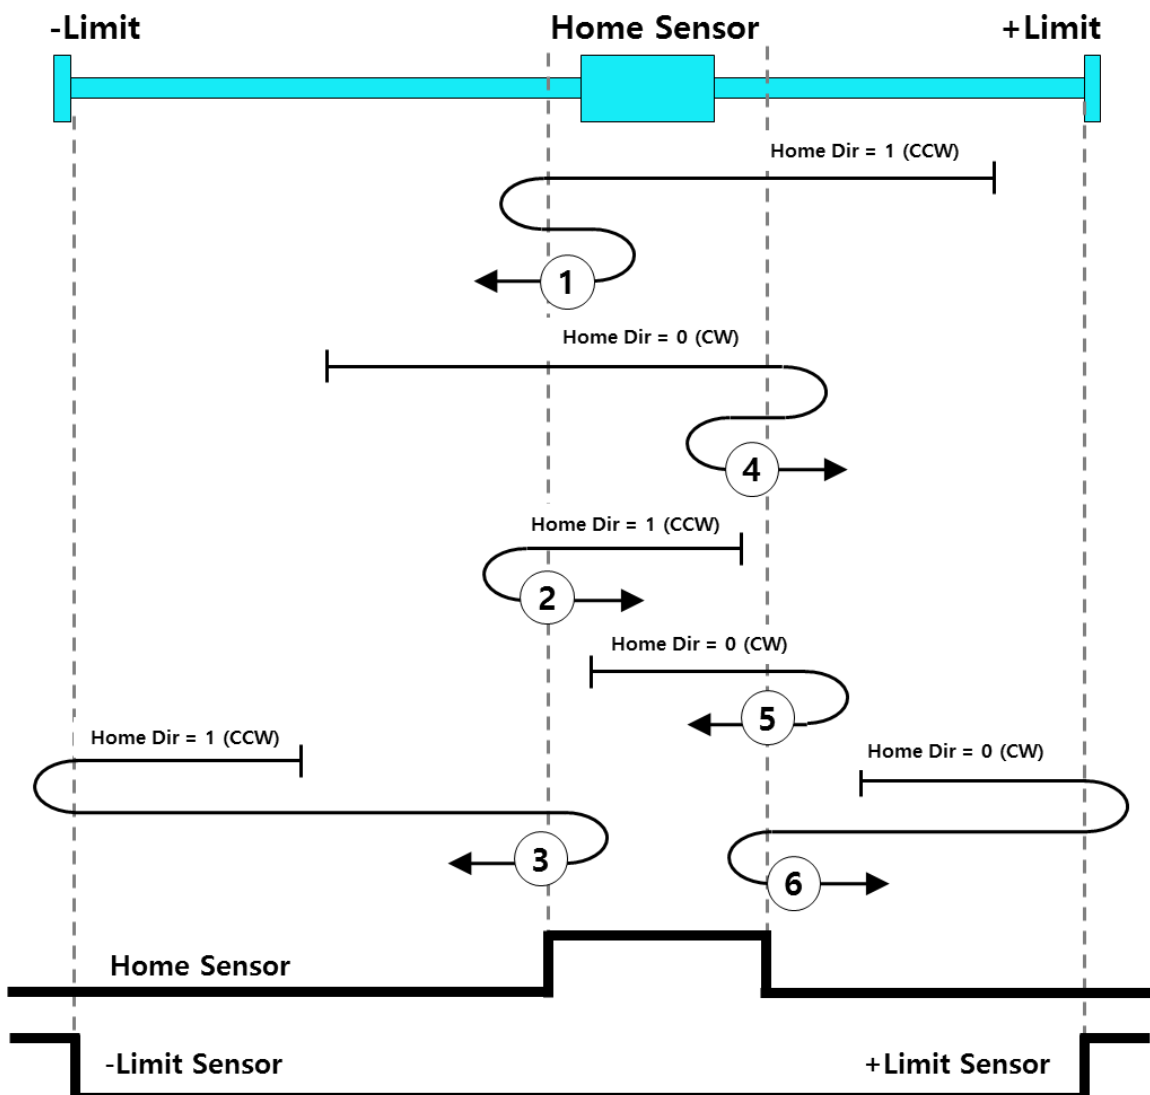 -Limit
Home Sensor
+Limit
Home Dir = 1 (CCW)
1
Home Dir = 0 (CW)
4
Home Dir = 1 (CCW)
2
Home Dir = 0 (CW)
5
Home Dir = 1 (CCW)
Home Dir = 0 (CW)
3
6
Home Sensor
-Limit Sensor
+Limit Sensor